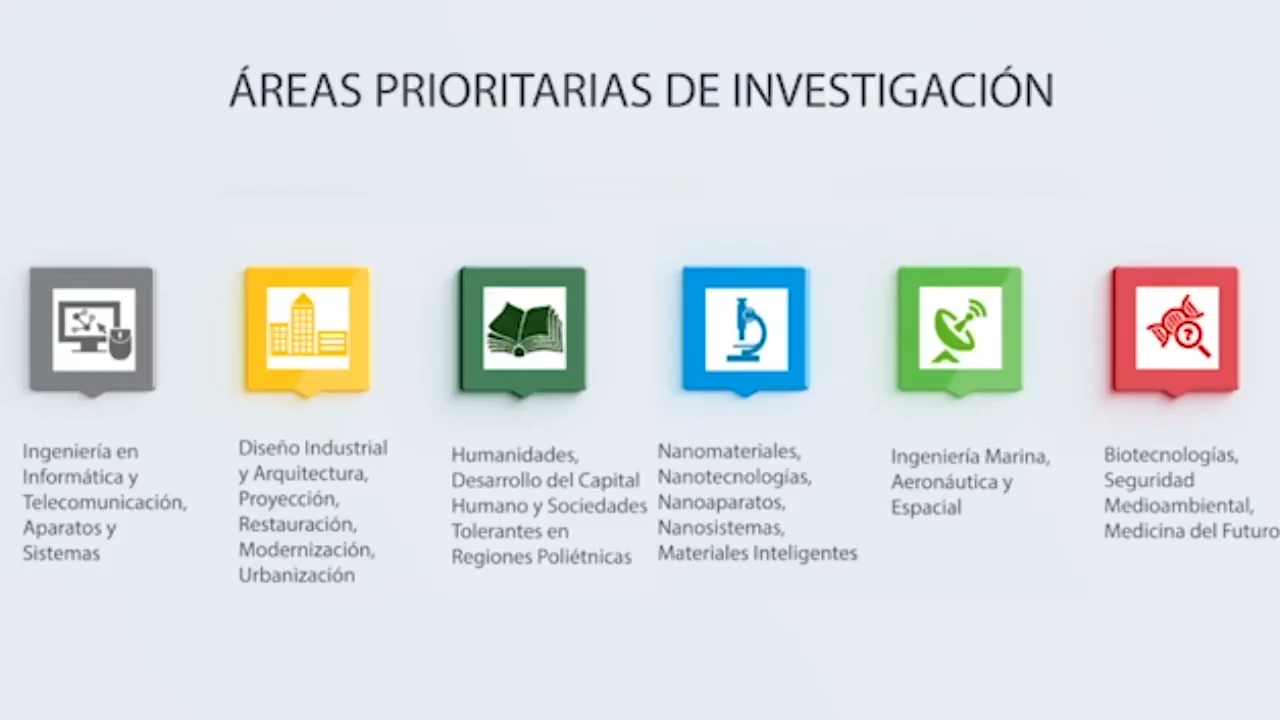 ÁREAS PRIORITARIAS DE INVESTIGACIÓN
Ingeniería en
Informática y
Telecomunicación,
Aparatos y
Sistemas
Diseño Industrial
y Arquitectura,
Proyección,
Restauración,
Modernización,
Urbanización
Humanidades,
Desarrollo del Capital
Humano y Sociedades
Tolerantes en
Regiones Poliétnicas
Nanomateriales,
Nanotecnologías,
Nanoaparatos,
Nanosistemas,
Materiales Inteligentes
Ingeniería Marina,
Aeronáutica y
Espacial
?
Biotecnologías,
Seguridad
Medioambiental,
Medicina del Futuro